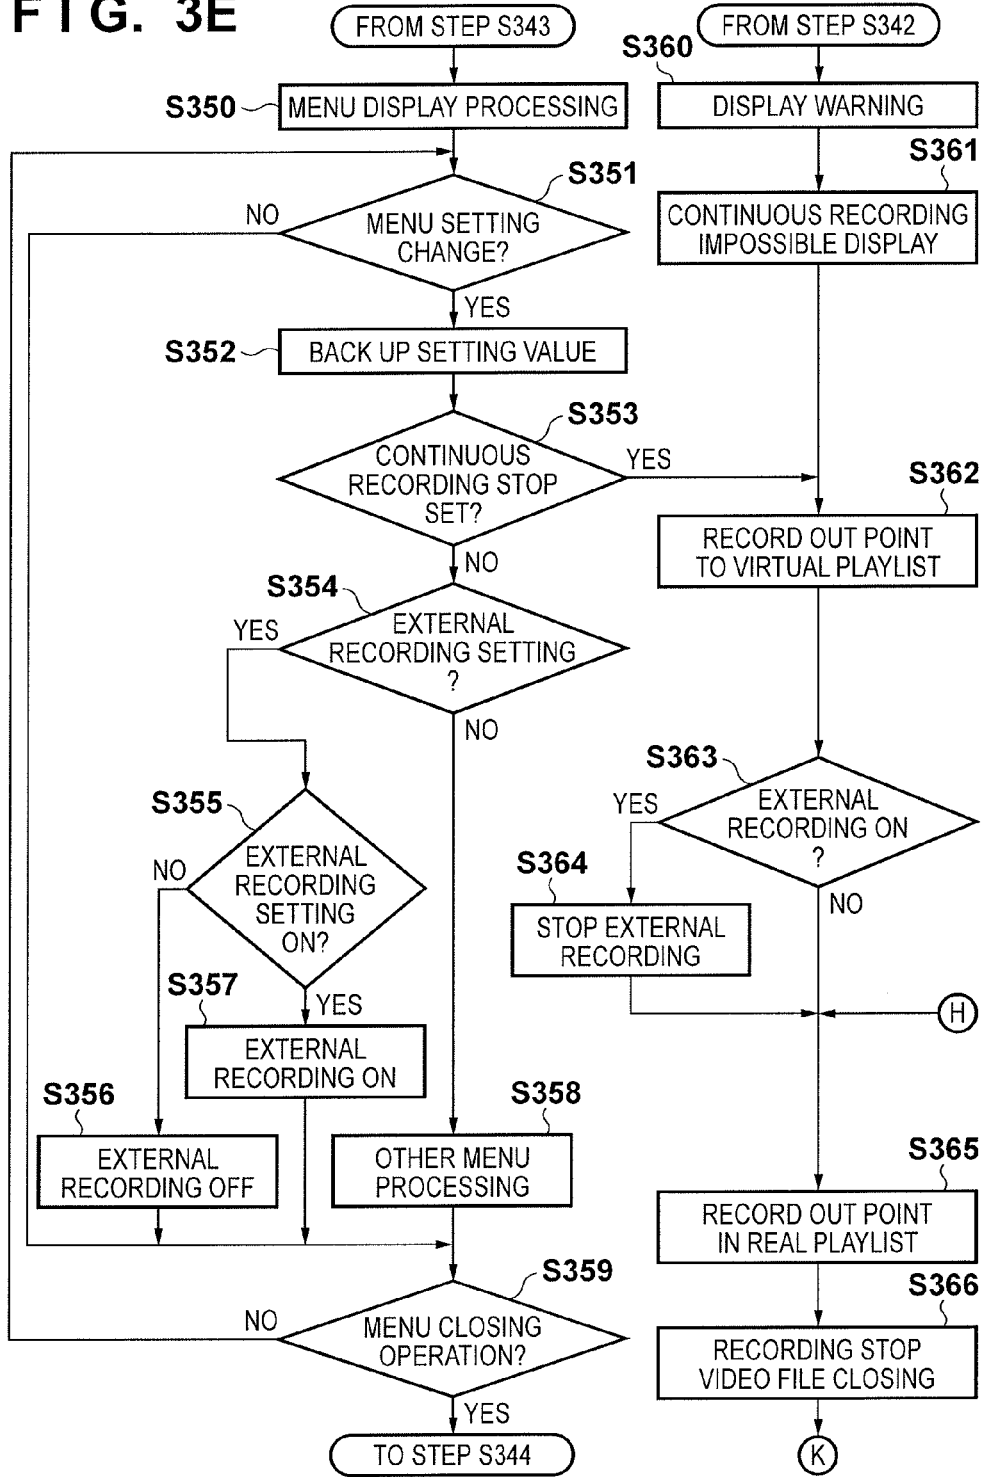 FIG. 3E
FROM STEP S343
S350
MENU DISPLAY PROCESSING
S351
MENU SETTING
CHANGE?
NO
YES
S352
BACK UP SETTING VALUE
S353
CONTINUOUS
RECORDING STOP
SET?
YES
NO
S354
EXTERNAL
RECORDING SETTING
?
YES
NO
S355
EXTERNAL
RECORDING
SETTING
ON?
NO
YES
S357
EXTERNAL
RECORDING ON
S356
EXTERNAL
RECORDING OFF
S358
OTHER MENU
PROCESSING
S359
MENU CLOSING
OPERATION?
NO
YES
TO STEP S344
FROM STEP S342
S360
DISPLAY WARNING
S361
CONTINUOUS RECORDING
IMPOSSIBLE DISPLAY
S362
RECORD OUT POINT
TO VIRTUAL PLAYLIST
S363
EXTERNAL
RECORDING ON
?
YES
NO
S364
STOP EXTERNAL
RECORDING
H
S365
RECORD OUT POINT
IN REAL PLAYLIST
S366
RECORDING STOP
VIDEO FILE CLOSING
K